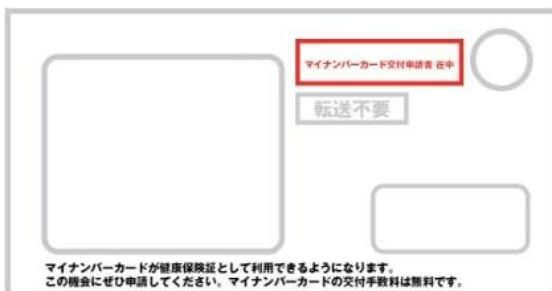 マイナンバーカード交付申請書 在中
転送不要
マイナンバーカードが健康保険証として利用できるようになります。
この機会にぜひ申請してください。マイナンバーカードの交付手数料は無料です。